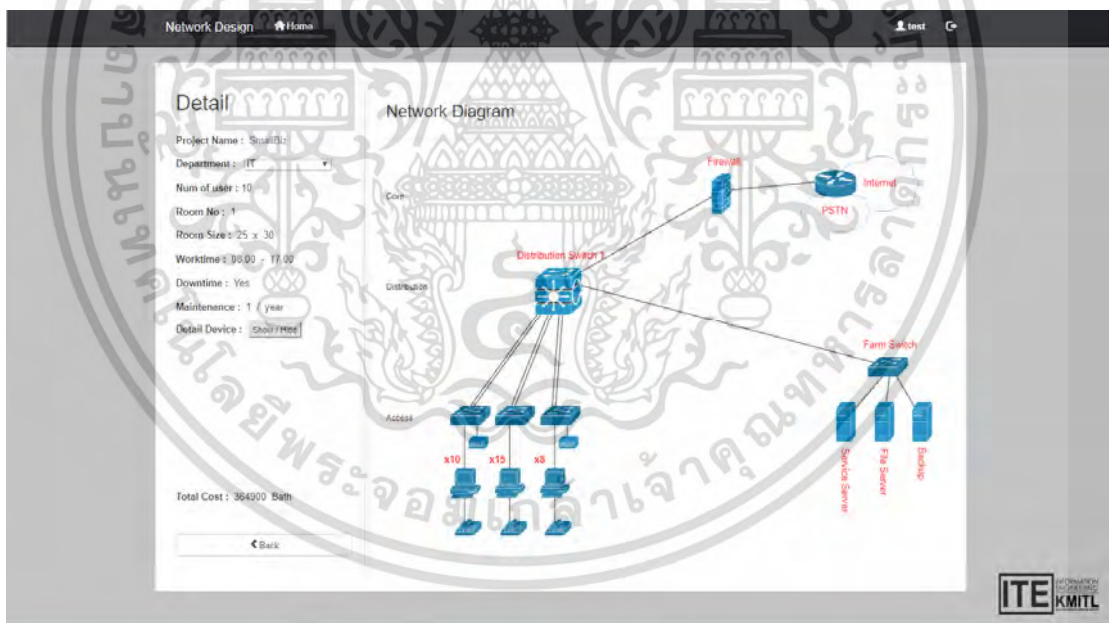 Network Design Home test
Detail
Project Name : SmallBiz
Department : IT
Num of user : 10
Room No : 1
Room Size : 25 x 30
Worktime : 08.00 - 17.00
Downtime : Yes
Maintenence : 1 / year
Detail Device : Show / Hide
Total Cost : 364900 Bath
Back
Network Diagram
Core
Firewall
Internet
PSTN
Distribution Switch 1
Distribution
Farm Switch
Access
x10 x15 x8
Service Server
File Server
Backup
ITE INFORMATION
ENGINEERING
KMITL